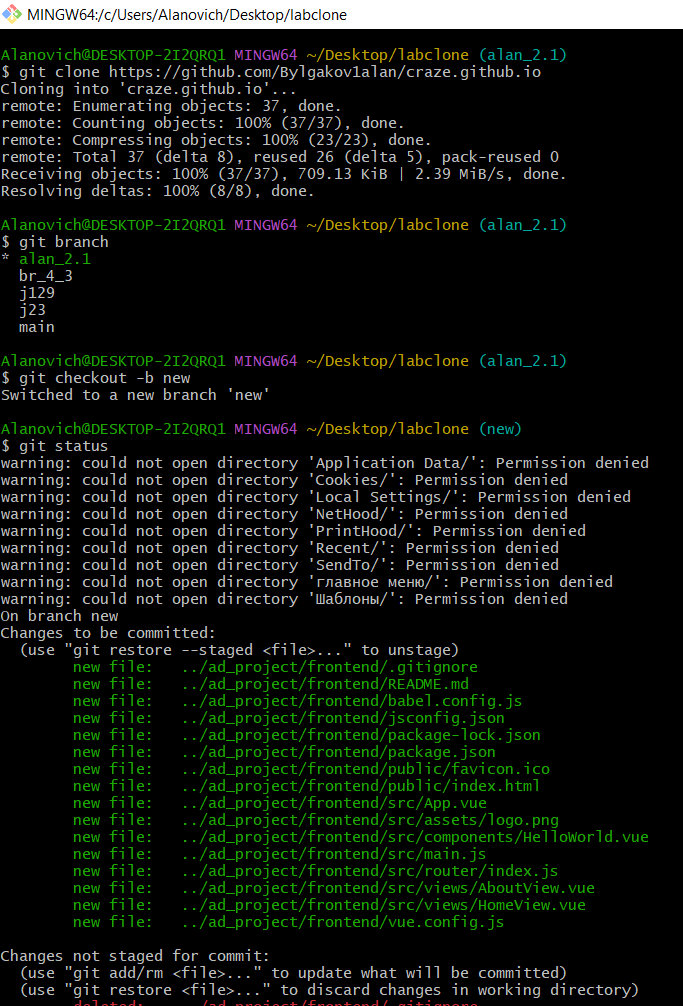 MINGW64:/c/Users/Alanovich/Desktop/labclone
Alanovich@DESKTOP-2I2QRQ1 MINGW64 ~/Desktop/labclone (alan_2.1)
$ git clone https://github.com/Bylgakov1alan/craze.github.io
Cloning into 'craze.github.io'...
remote: Enumerating objects: 37, done.
remote: Counting objects: 100% (37/37), done.
remote: Compressing objects: 100% (23/23), done.
remote: Total 37 (delta 8), reused 26 (delta 5), pack-reused 0
Receiving objects: 100% (37/37), 709.13 KiB | 2.39 MiB/s, done.
Resolving deltas: 100% (8/8), done.
Alanovich@DESKTOP-2I2QRQ1 MINGW64 ~/Desktop/labclone (alan_2.1)
$ git branch
* alan_2.1
  br_4_3
  j129
  j23
  main
Alanovich@DESKTOP-2I2QRQ1 MINGW64 ~/Desktop/labclone (alan_2.1)
$ git checkout -b new
Switched to a new branch 'new'
Alanovich@DESKTOP-2I2QRQ1 MINGW64 ~/Desktop/labclone (new)
$ git status
warning: could not open directory 'Application Data/': Permission denied
warning: could not open directory 'Cookies/': Permission denied
warning: could not open directory 'Local Settings/': Permission denied
warning: could not open directory 'NetHood/': Permission denied
warning: could not open directory 'PrintHood/': Permission denied
warning: could not open directory 'Recent/': Permission denied
warning: could not open directory 'SendTo/': Permission denied
warning: could not open directory 'главное меню/': Permission denied
warning: could not open directory 'Шаблоны/': Permission denied
On branch new
Changes to be committed:
  (use "git restore --staged <file>..." to unstage)
        new file:   ../ad_project/frontend/.gitignore
        new file:   ../ad_project/frontend/README.md
        new file:   ../ad_project/frontend/babel.config.js
        new file:   ../ad_project/frontend/jsconfig.json
        new file:   ../ad_project/frontend/package-lock.json
        new file:   ../ad_project/frontend/package.json
        new file:   ../ad_project/frontend/public/favicon.ico
        new file:   ../ad_project/frontend/public/index.html
        new file:   ../ad_project/frontend/src/App.vue
        new file:   ../ad_project/frontend/src/assets/logo.png
        new file:   ../ad_project/frontend/src/components/HelloWorld.vue
        new file:   ../ad_project/frontend/src/main.js
        new file:   ../ad_project/frontend/src/router/index.js
        new file:   ../ad_project/frontend/src/views/AboutView.vue
        new file:   ../ad_project/frontend/src/views/HomeView.vue
        new file:   ../ad_project/frontend/vue.config.js
Changes not staged for commit:
  (use "git add/rm <file>..." to update what will be committed)
  (use "git restore <file>..." to discard changes in working directory)
        deleted:    ../ad_project/frontend/.gitignore